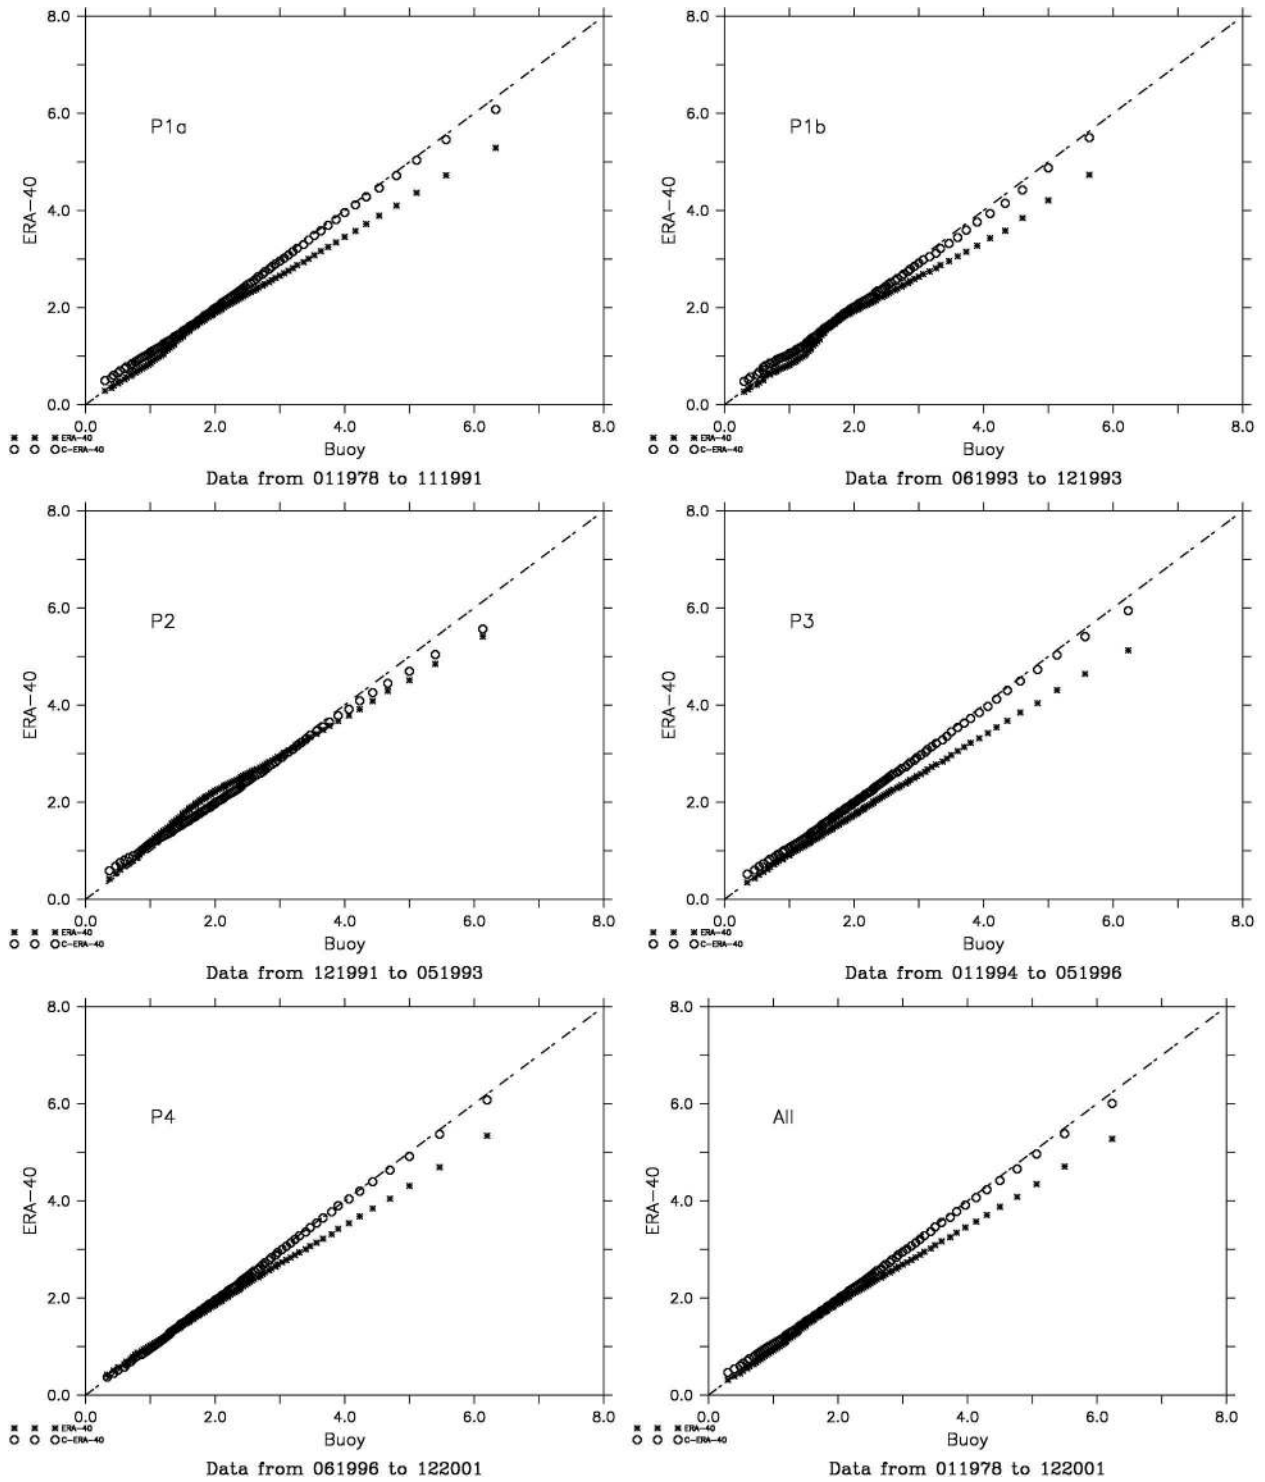 8.0
6.0
4.0
2.0
0.0
ERA-40
P1a
0.0 2.0 4.0 6.0 8.0
Buoy
ERA-40
C-ERA-40
Data from 011978 to 111991
8.0
6.0
4.0
2.0
0.0
ERA-40
P1b
0.0 2.0 4.0 6.0 8.0
Buoy
ERA-40
C-ERA-40
Data from 061993 to 121993
8.0
6.0
4.0
2.0
0.0
ERA-40
P2
0.0 2.0 4.0 6.0 8.0
Buoy
ERA-40
C-ERA-40
Data from 121991 to 051993
8.0
6.0
4.0
2.0
0.0
ERA-40
P3
0.0 2.0 4.0 6.0 8.0
Buoy
ERA-40
C-ERA-40
Data from 011994 to 051996
8.0
6.0
4.0
2.0
0.0
ERA-40
P4
0.0 2.0 4.0 6.0 8.0
Buoy
ERA-40
C-ERA-40
Data from 061996 to 122001
8.0
6.0
4.0
2.0
0.0
ERA-40
All
0.0 2.0 4.0 6.0 8.0
Buoy
ERA-40
C-ERA-40
Data from 011978 to 122001